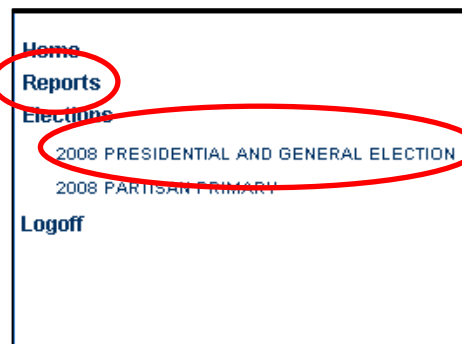 Home
Reports
Elections
2008 PRESIDENTIAL AND GENERAL ELECTION
2008 PARTISAN PRIMARY
Logoff